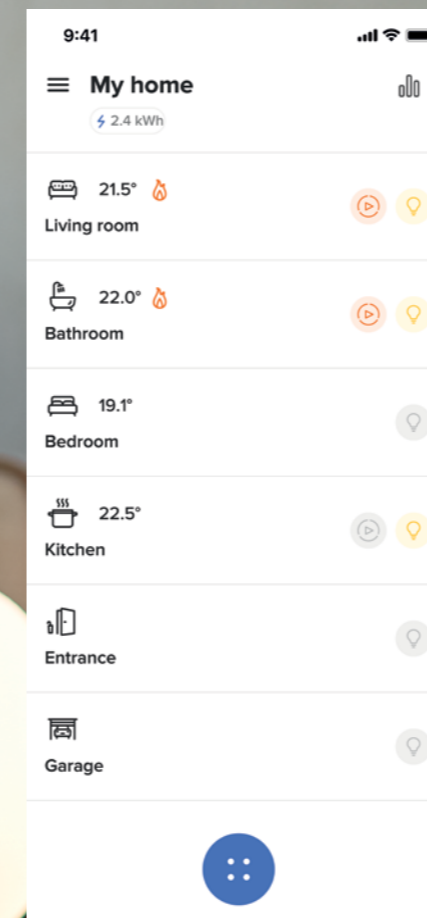 9:41
My home
2.4 kWh
21.5°
Living room
22.0°
Bathroom
19.1°
Bedroom
22.5°
Kitchen
Entrance
Garage